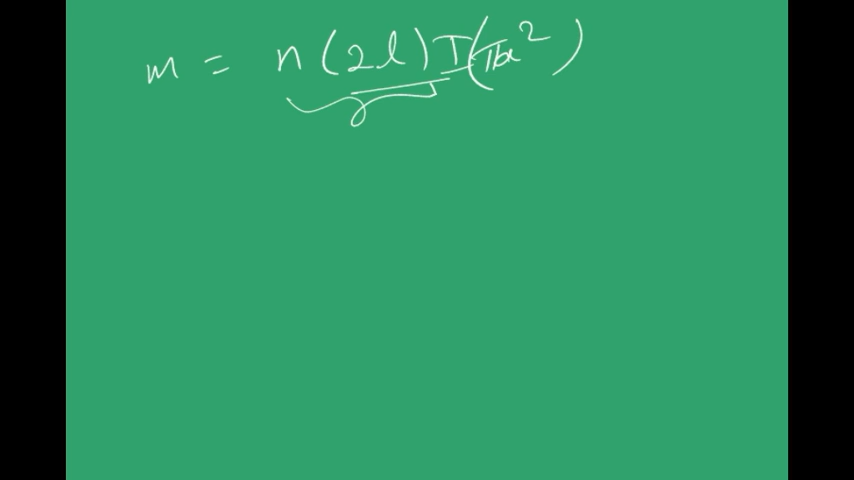 m = n (2l) I (πa²)